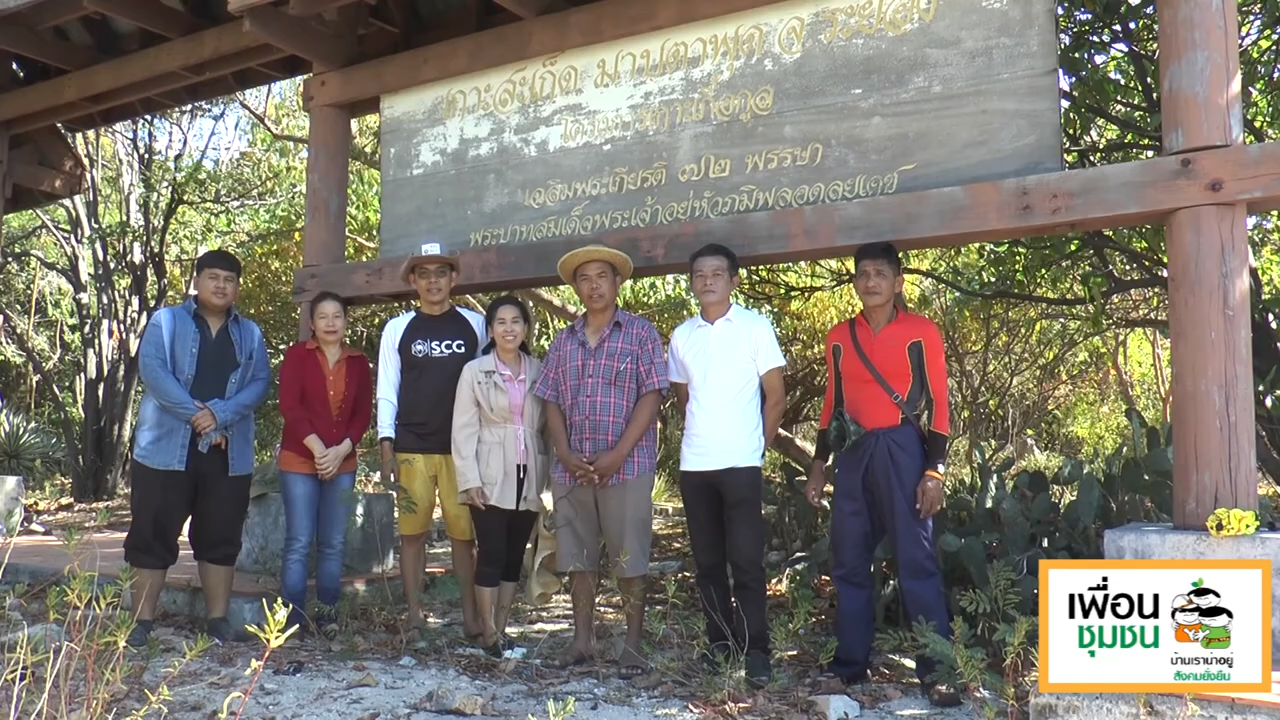 เกาะสะเก็ด มาบตาพุด จ ระยอง
เฉลิมพระเกียรติ ๗๒ พรรษา
พระบาทสมเด็จพระเจ้าอยู่หัวภูมิพลอดุลยเดช
SCG
เพื่อน
ชุมชน
บ้านเราน่าอยู่
สังคมยั่งยืน